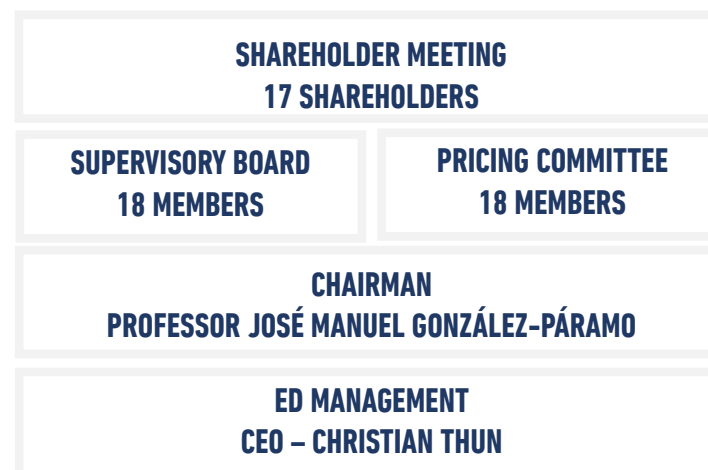 SHAREHOLDER MEETING
17 SHAREHOLDERS
SUPERVISORY BOARD
18 MEMBERS
PRICING COMMITTEE
18 MEMBERS
CHAIRMAN
PROFESSOR JOSÉ MANUEL GONZÁLEZ-PÁRAMO
ED MANAGEMENT
CEO – CHRISTIAN THUN